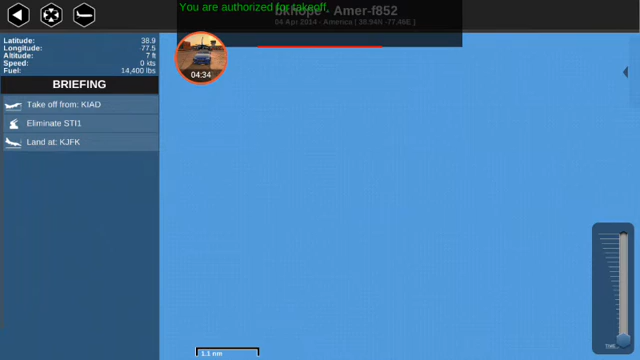 You are authorized for takeoff.
bkhope - Amer-f852
04 Apr 2014 - America [ 38.94N -77.46E ]
Latitude: 38.9
Longitude: -77.5
Altitude: 7 ft
Speed: 0 kts
Fuel: 14,400 lbs
04:34
BRIEFING
Take off from: KIAD
Eliminate STI1
Land at: KJFK
1.1 nm